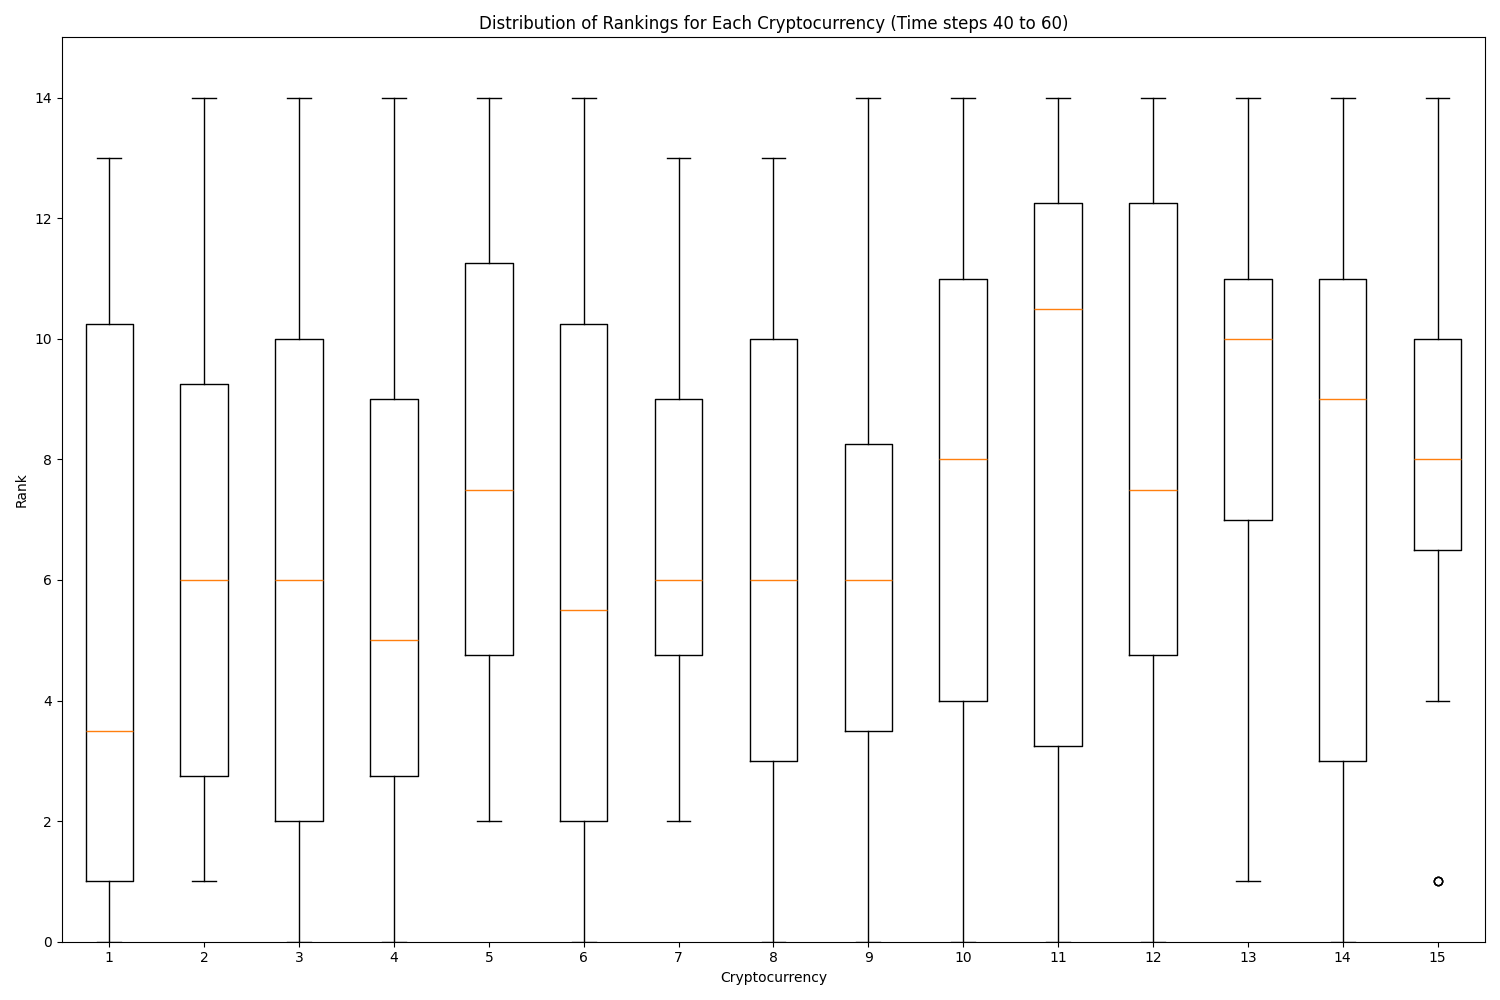 Distribution of Rankings for Each Cryptocurrency (Time steps 40 to 60)
14
12
10
8
6
4
2
0
Rank
1 2 3 4 5 6 7 8 9 10 11 12 13 14 15
Cryptocurrency